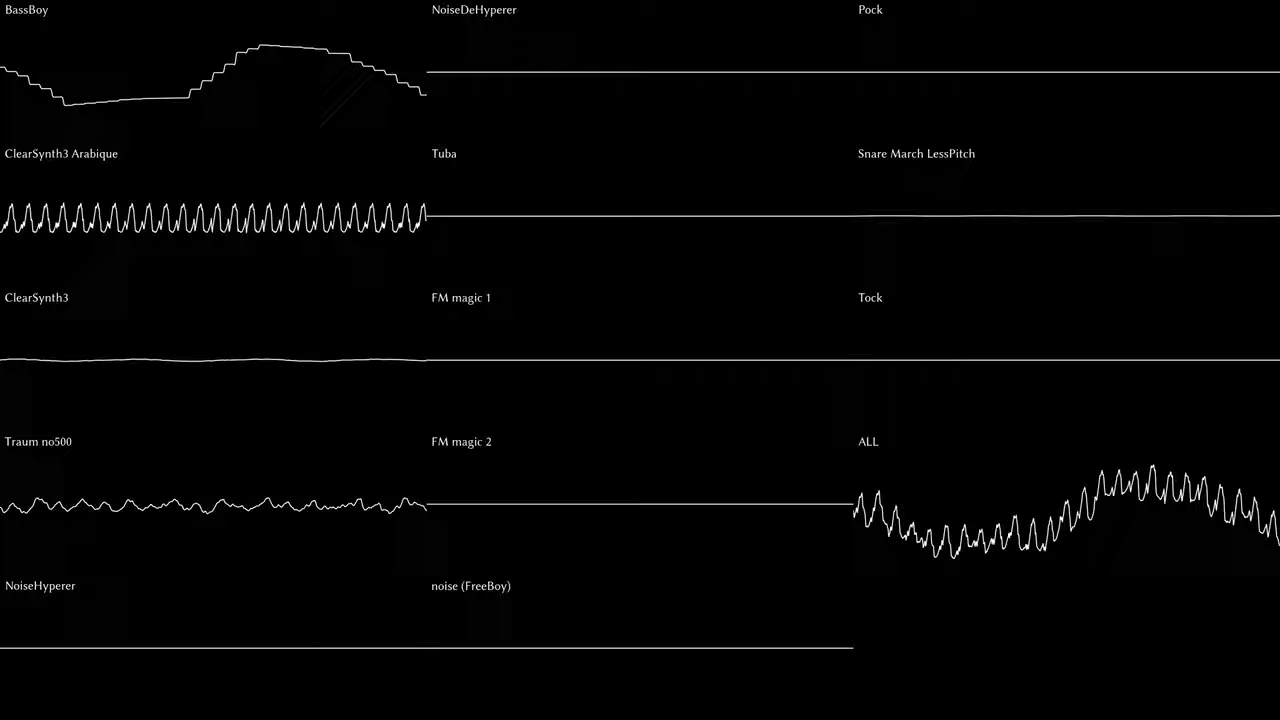 BassBoy
NoiseDeHyperer
Pock
ClearSynth3 Arabique
Tuba
Snare March LessPitch
ClearSynth3
FM magic 1
Tock
Traum no500
FM magic 2
ALL
NoiseHyperer
noise (FreeBoy)